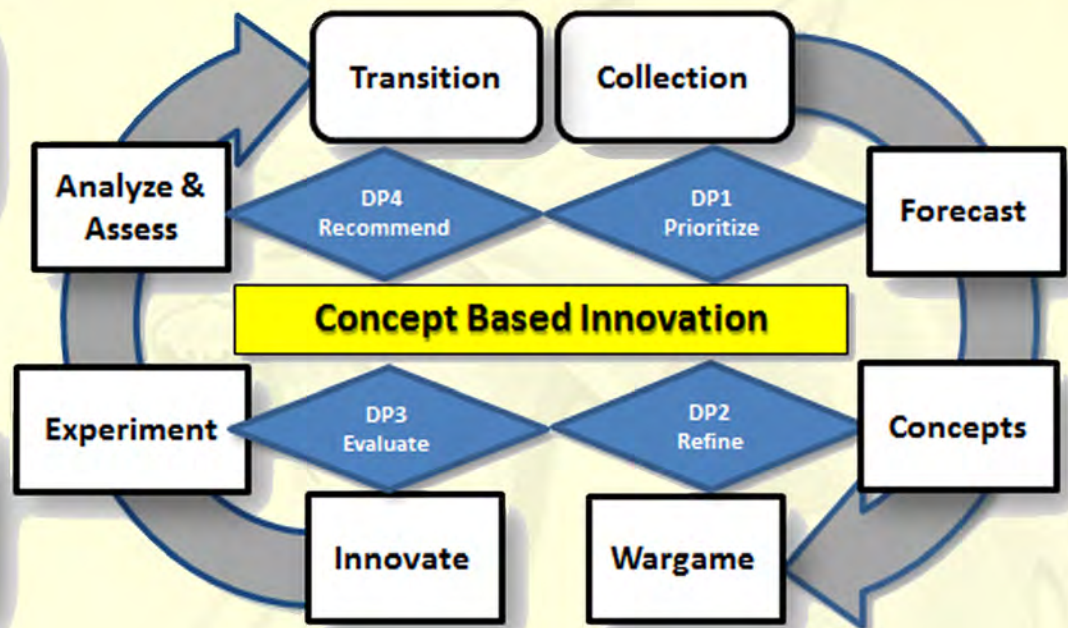 Transition
Collection
Analyze &
Assess
DP4
Recommend
DP1
Prioritize
Forecast
Concept Based Innovation
Experiment
DP3
Evaluate
DP2
Refine
Concepts
Innovate
Wargame